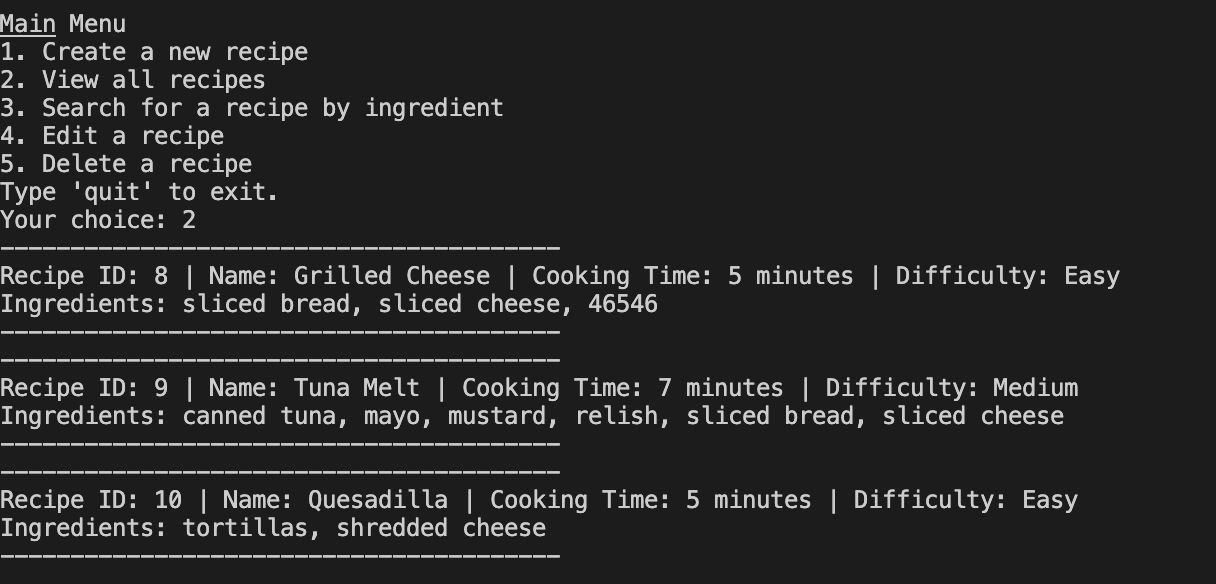 Main Menu
1. Create a new recipe
2. View all recipes
3. Search for a recipe by ingredient
4. Edit a recipe
5. Delete a recipe
Type 'quit' to exit.
Your choice: 2
----------------------------------------
Recipe ID: 8 | Name: Grilled Cheese | Cooking Time: 5 minutes | Difficulty: Easy
Ingredients: sliced bread, sliced cheese, 46546
----------------------------------------
----------------------------------------
Recipe ID: 9 | Name: Tuna Melt | Cooking Time: 7 minutes | Difficulty: Medium
Ingredients: canned tuna, mayo, mustard, relish, sliced bread, sliced cheese
----------------------------------------
----------------------------------------
Recipe ID: 10 | Name: Quesadilla | Cooking Time: 5 minutes | Difficulty: Easy
Ingredients: tortillas, shredded cheese
----------------------------------------